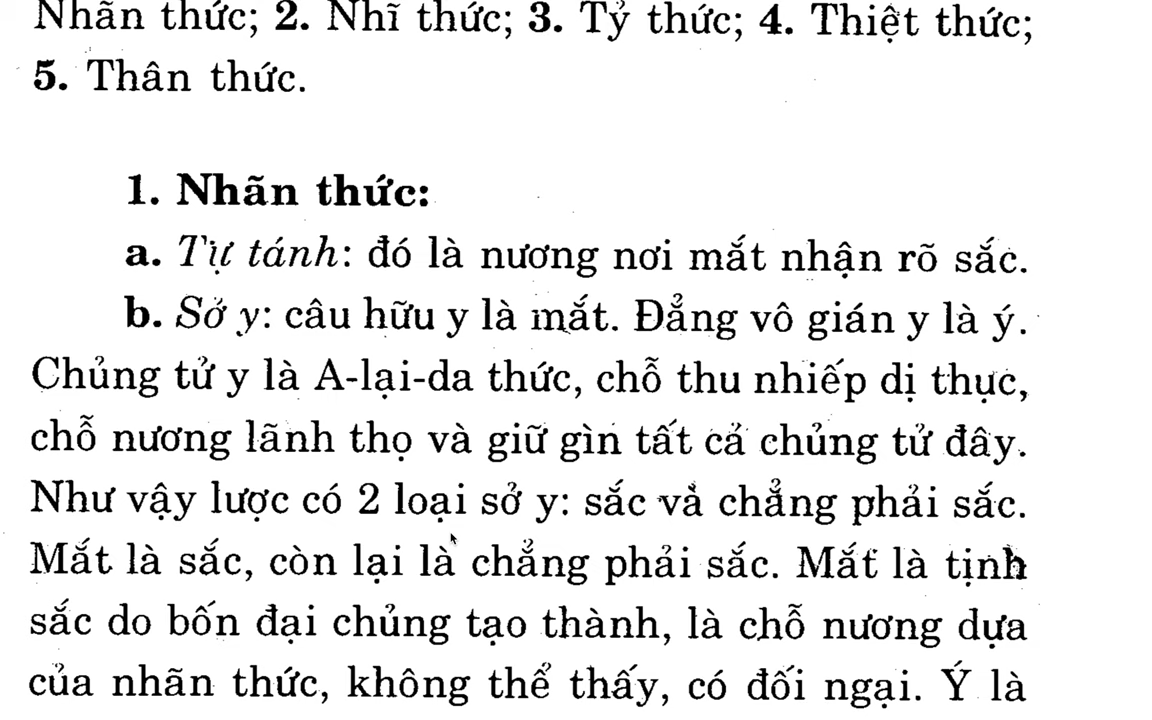 Nhãn thức; 2. Nhĩ thức; 3. Tỷ thức; 4. Thiệt thức;
5. Thân thức.
1. Nhãn thức:
a. Tự tánh: đó là nương nơi mắt nhận rõ sắc.
b. Sở y: câu hữu y là mắt. Đẳng vô gián y là ý.
Chủng tử y là A-lại-da thức, chỗ thu nhiếp dị thục,
chỗ nương lãnh thọ và giữ gìn tất cả chủng tử đây.
Như vậy lược có 2 loại sở y: sắc và chẳng phải sắc.
Mắt là sắc, còn lại là chẳng phải sắc. Mắt là tịnh
sắc do bốn đại chủng tạo thành, là chỗ nương dựa
của nhãn thức, không thể thấy, có đối ngại. Ý là